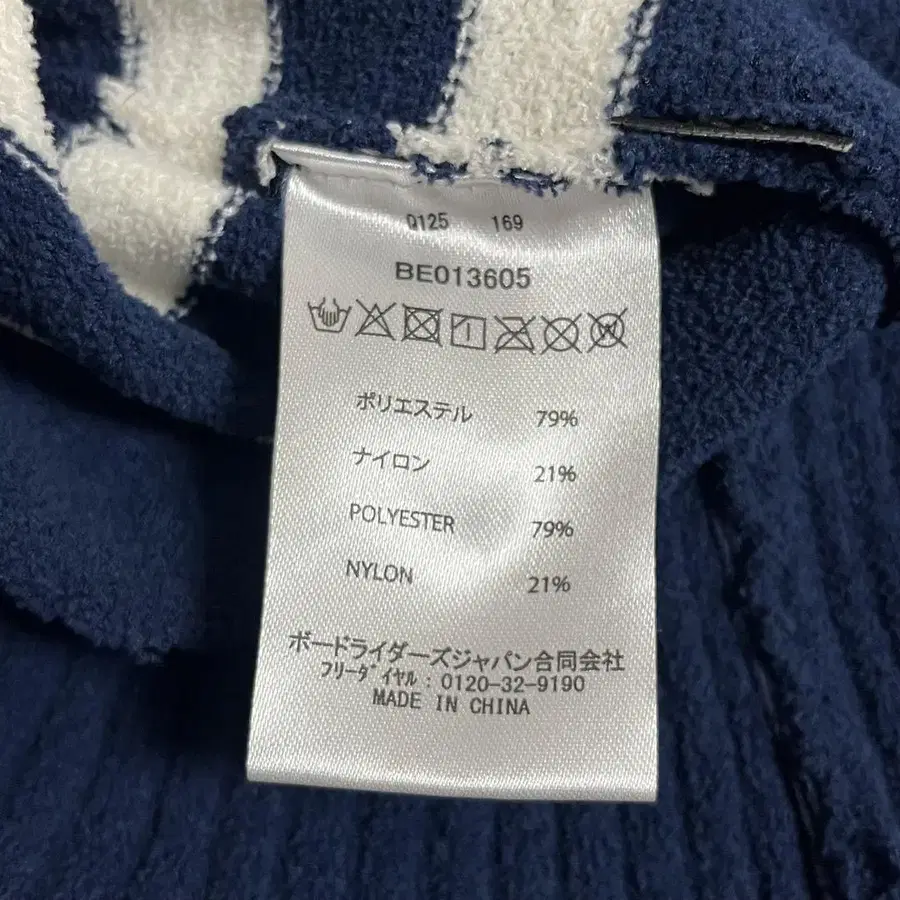 Q125 169
BE013605
ポリエステル 79%
ナイロン 21%
POLYESTER 79%
NYLON 21%
ボードライダーズジャパン合同会社
フリーダイヤル:0120-32-9190
MADE IN CHINA